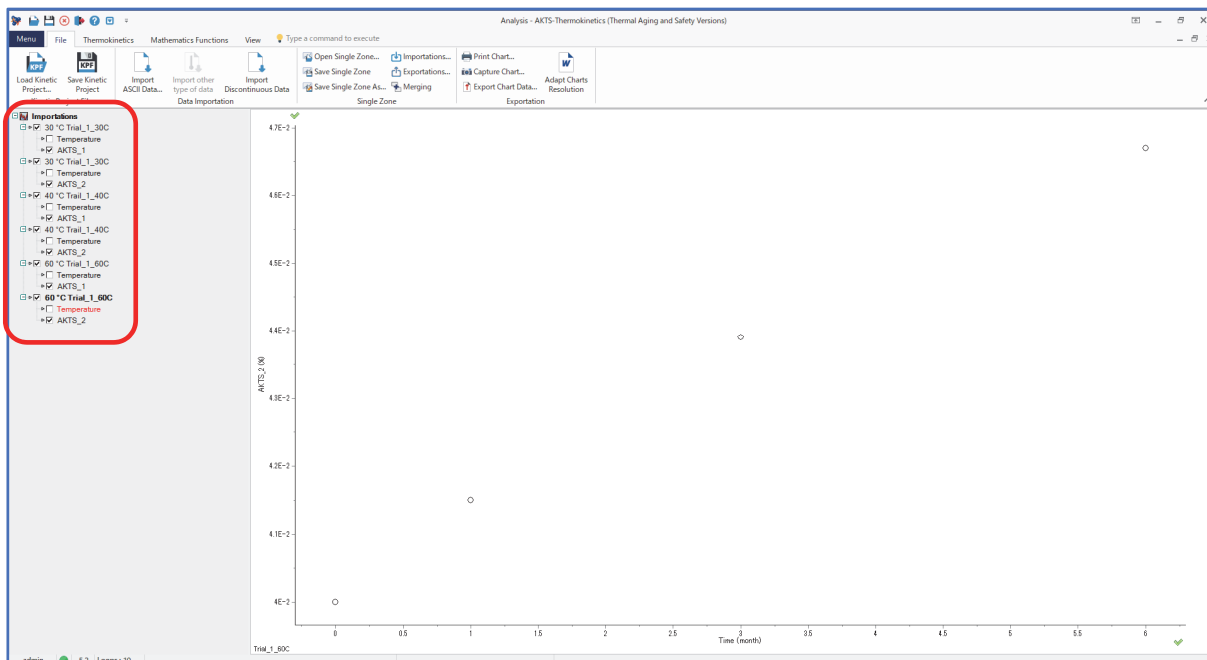 Analysis - AKTS-Thermokinetics (Thermal Aging and Safety Versions)
Menu File Thermokinetics Mathematics Functions View Type a command to execute
KPF KPF
Load Kinetic Project...
Save Kinetic Project
Import ASCII Data...
Import other type of data
Import Discontinuous Data
Data Importation
Open Single Zone...
Save Single Zone
Save Single Zone As...
Importations...
Exportations...
Merging
Single Zone
Print Chart...
Capture Chart...
Export Chart Data...
W
Adapt Charts Resolution
Exportation
Importations
30 °C Trial_1_30C
Temperature
AKTS_1
30 °C Trial_1_30C
Temperature
AKTS_2
40 °C Trail_1_40C
Temperature
AKTS_1
40 °C Trail_1_40C
Temperature
AKTS_2
60 °C Trial_1_60C
Temperature
AKTS_1
60 °C Trial_1_60C
Temperature
AKTS_2
4.7E-2
4.6E-2
4.5E-2
4.4E-2
4.3E-2
4.2E-2
4.1E-2
4E-2
AKTS_2 (%)
0 0.5 1 1.5 2 2.5 3 3.5 4 4.5 5 5.5 6
Time (month)
Trial_1_60C